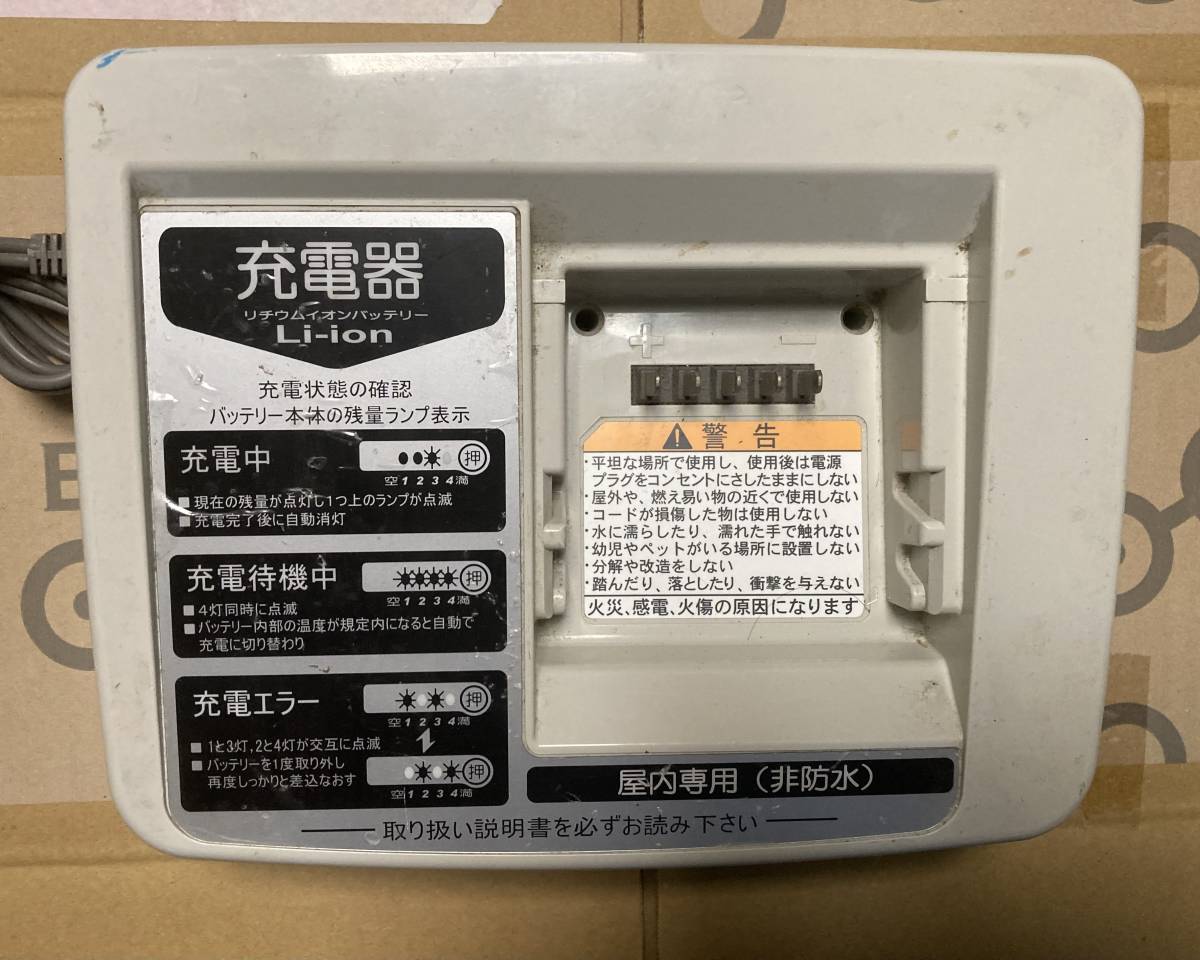 充電器
リチウムイオンバッテリー
Li-ion
充電状態の確認
バッテリー本体の残量ランプ表示
充電中
押
空1234満
■現在の残量が点灯し1つ上のランプが点滅
■充電完了後に自動消灯
充電待機中
押
空1234満
■4灯同時に点滅
■バッテリー内部の温度が規定内になると自動で
充電に切り替わり
充電エラー
押
空1234満
■1と3灯,2と4灯が交互に点滅
■バッテリーを1度取り外し
再度しっかりと差込なおす
押
空1234満
+ −
警告
・平坦な場所で使用し、使用後は電源
プラグをコンセントにさしたままにしない
・屋外や、燃え易い物の近くで使用しない
・コードが損傷した物は使用しない
・水に濡らしたり、濡れた手で触れない
・幼児やペットがいる場所に設置しない
・分解や改造をしない
・踏んだり、落としたり、衝撃を与えない
火災、感電、火傷の原因になります
屋内専用（非防水）
取り扱い説明書を必ずお読み下さい